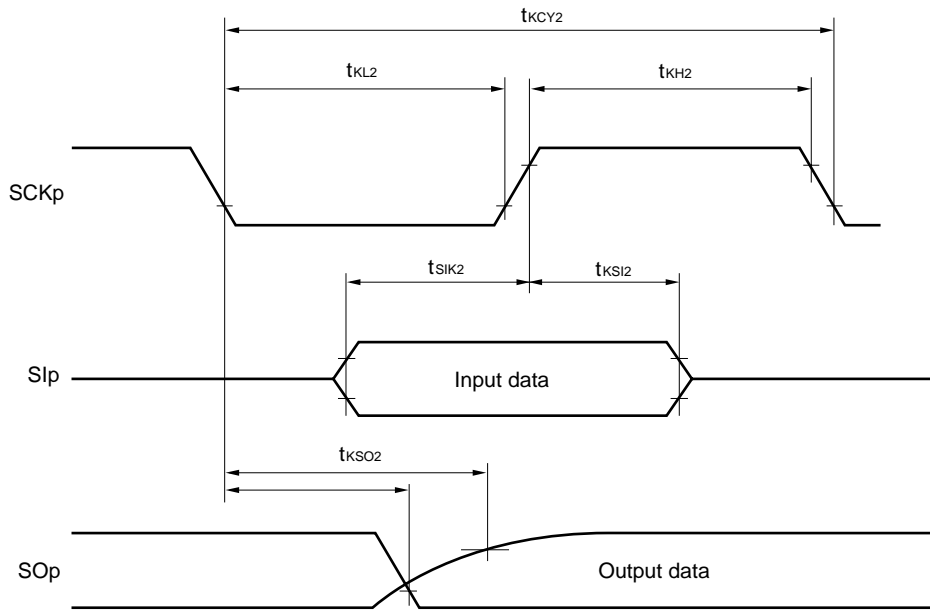 tKCY2
tKL2 tKH2
SCKp
tSIK2 tKSI2
SIp Input data
tKSO2
SOp Output data